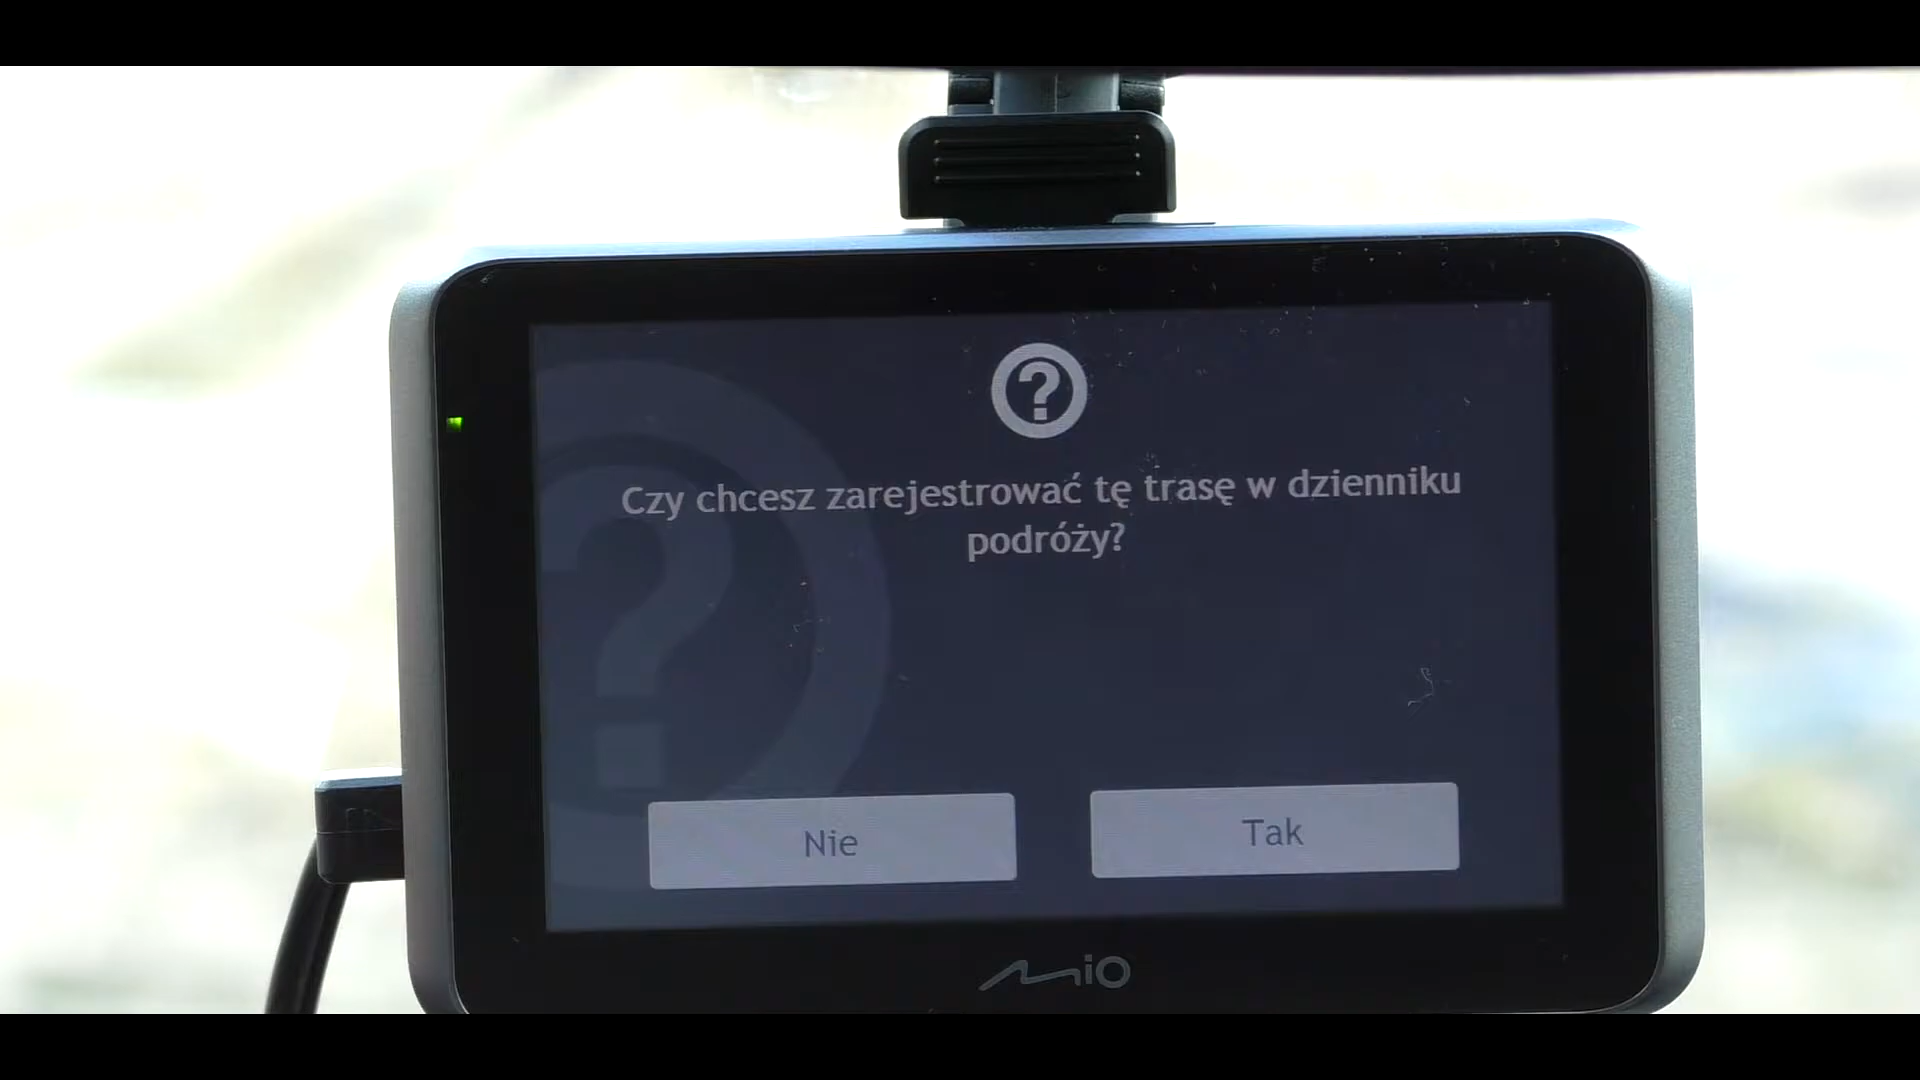 ?
Czy chcesz zarejestrować tę trasę w dzienniku
podróży?
Nie
Tak
Mio